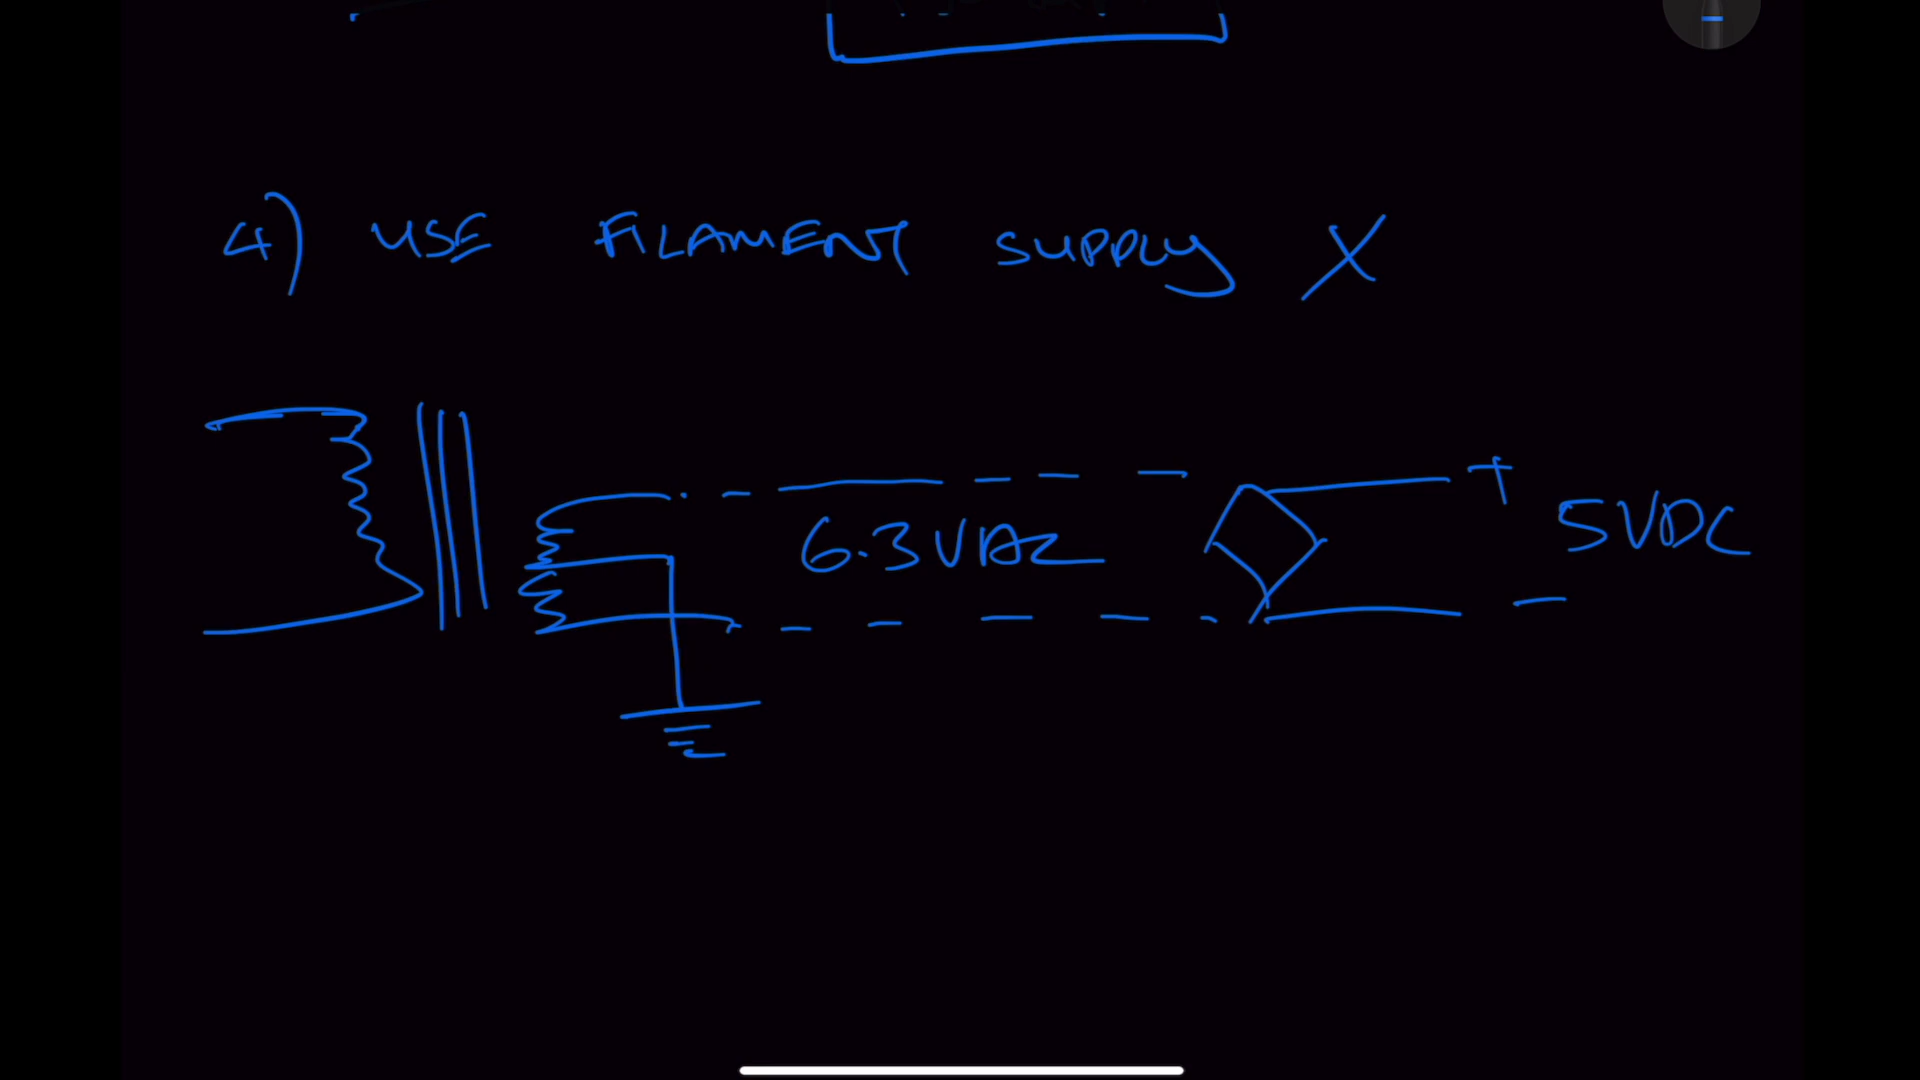 4) USE FILAMENT SUPPLY X
+
6.3VAC
5VDC
-